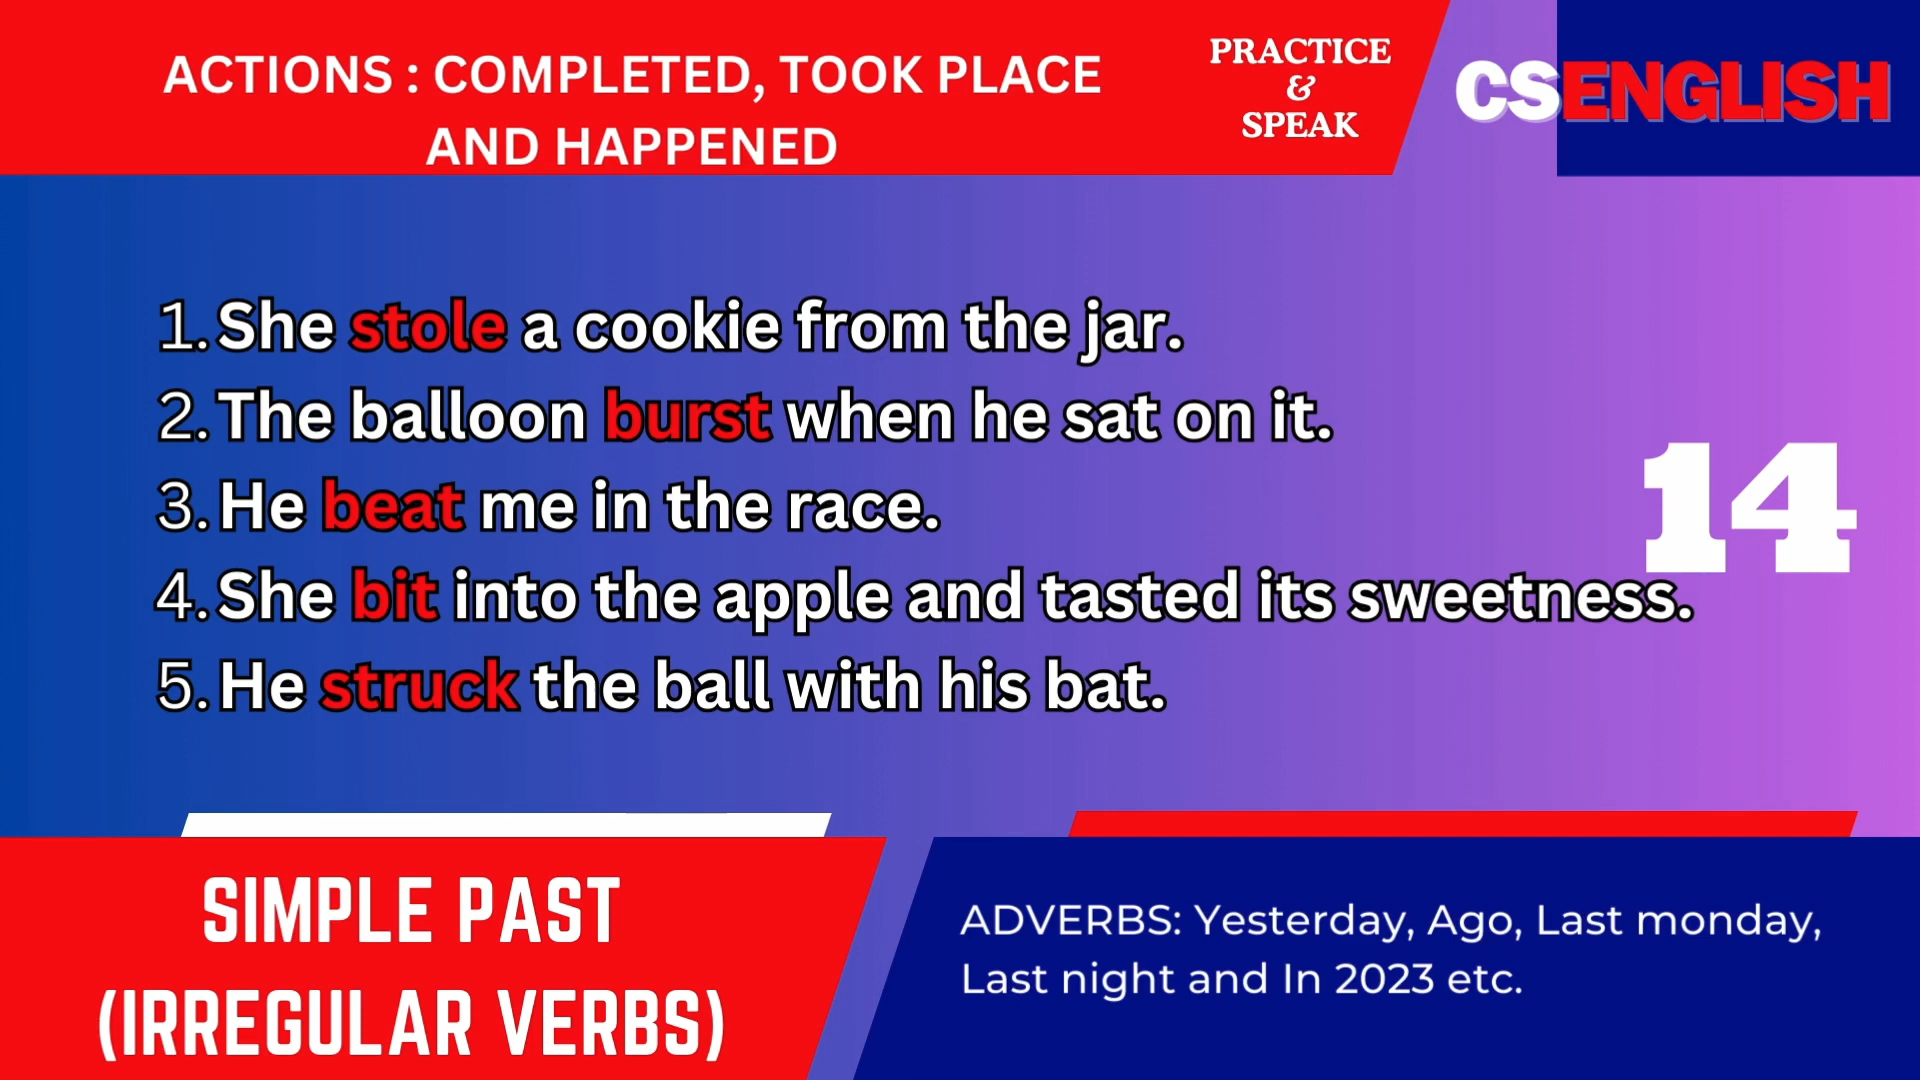 ACTIONS : COMPLETED, TOOK PLACE
AND HAPPENED
PRACTICE
&
SPEAK
CSENGLISH
1. She stole a cookie from the jar.
2. The balloon burst when he sat on it.
3. He beat me in the race.
4. She bit into the apple and tasted its sweetness.
5. He struck the ball with his bat.
14
SIMPLE PAST
(IRREGULAR VERBS)
ADVERBS: Yesterday, Ago, Last monday,
Last night and In 2023 etc.